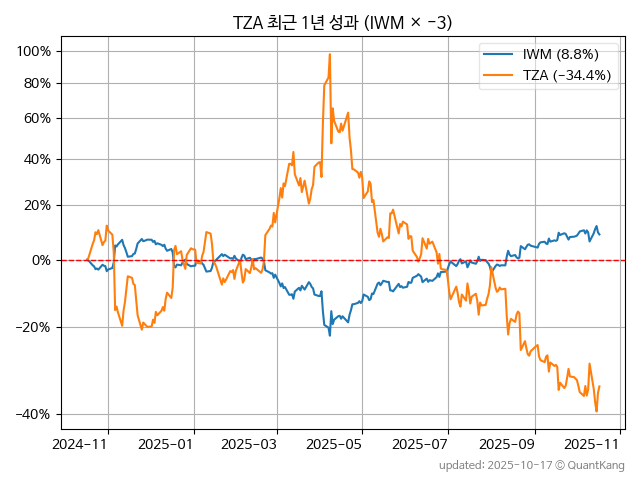 TZA 최근 1년 성과 (IWM × -3)
IWM (8.8%)
TZA (-34.4%)
100%
80%
60%
40%
20%
0%
-20%
-40%
2024-11 2025-01 2025-03 2025-05 2025-07 2025-09 2025-11
updated: 2025-10-17 © QuantKang